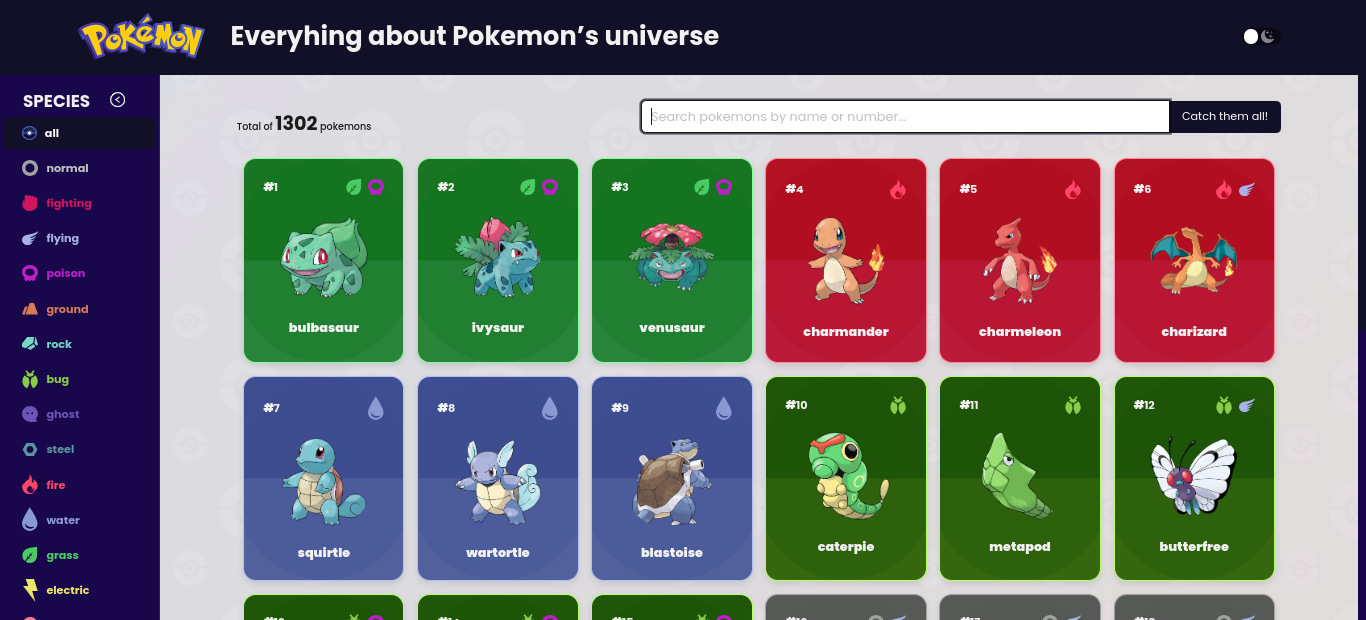 POKéMON
Everyhing about Pokemon's universe
SPECIES
all
normal
fighting
flying
poison
ground
rock
bug
ghost
steel
fire
water
grass
electric
Total of 1302 pokemons
Search pokemons by name or number...
Catch them all!
#1
#2
#3
#4
#5
#6
bulbasaur
ivysaur
venusaur
charmander
charmeleon
charizard
#7
#8
#9
#10
#11
#12
squirtle
wartortle
blastoise
caterpie
metapod
butterfree